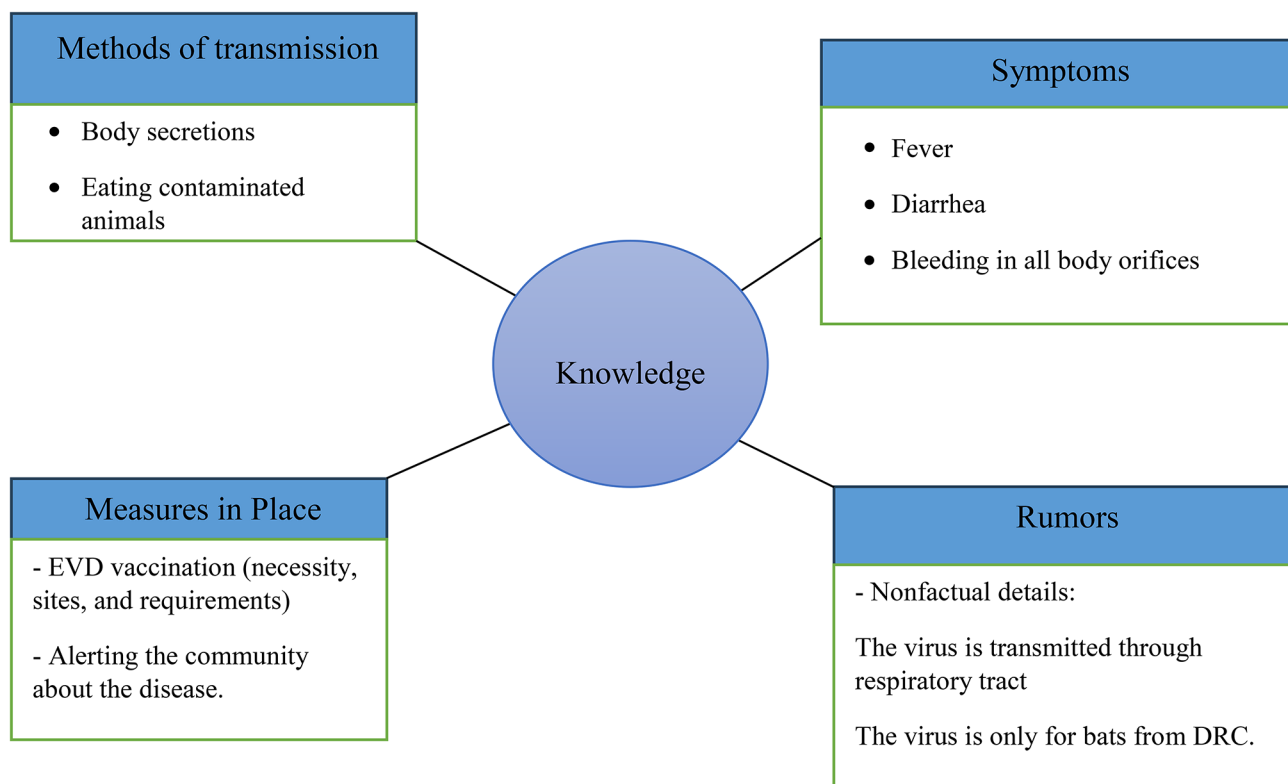 Methods of transmission
• Body secretions
• Eating contaminated
animals
Symptoms
• Fever
• Diarrhea
• Bleeding in all body orifices
Knowledge
Measures in Place
- EVD vaccination (necessity,
sites, and requirements)
- Alerting the community
about the disease.
Rumors
- Nonfactual details:
The virus is transmitted through
respiratory tract
The virus is only for bats from DRC.